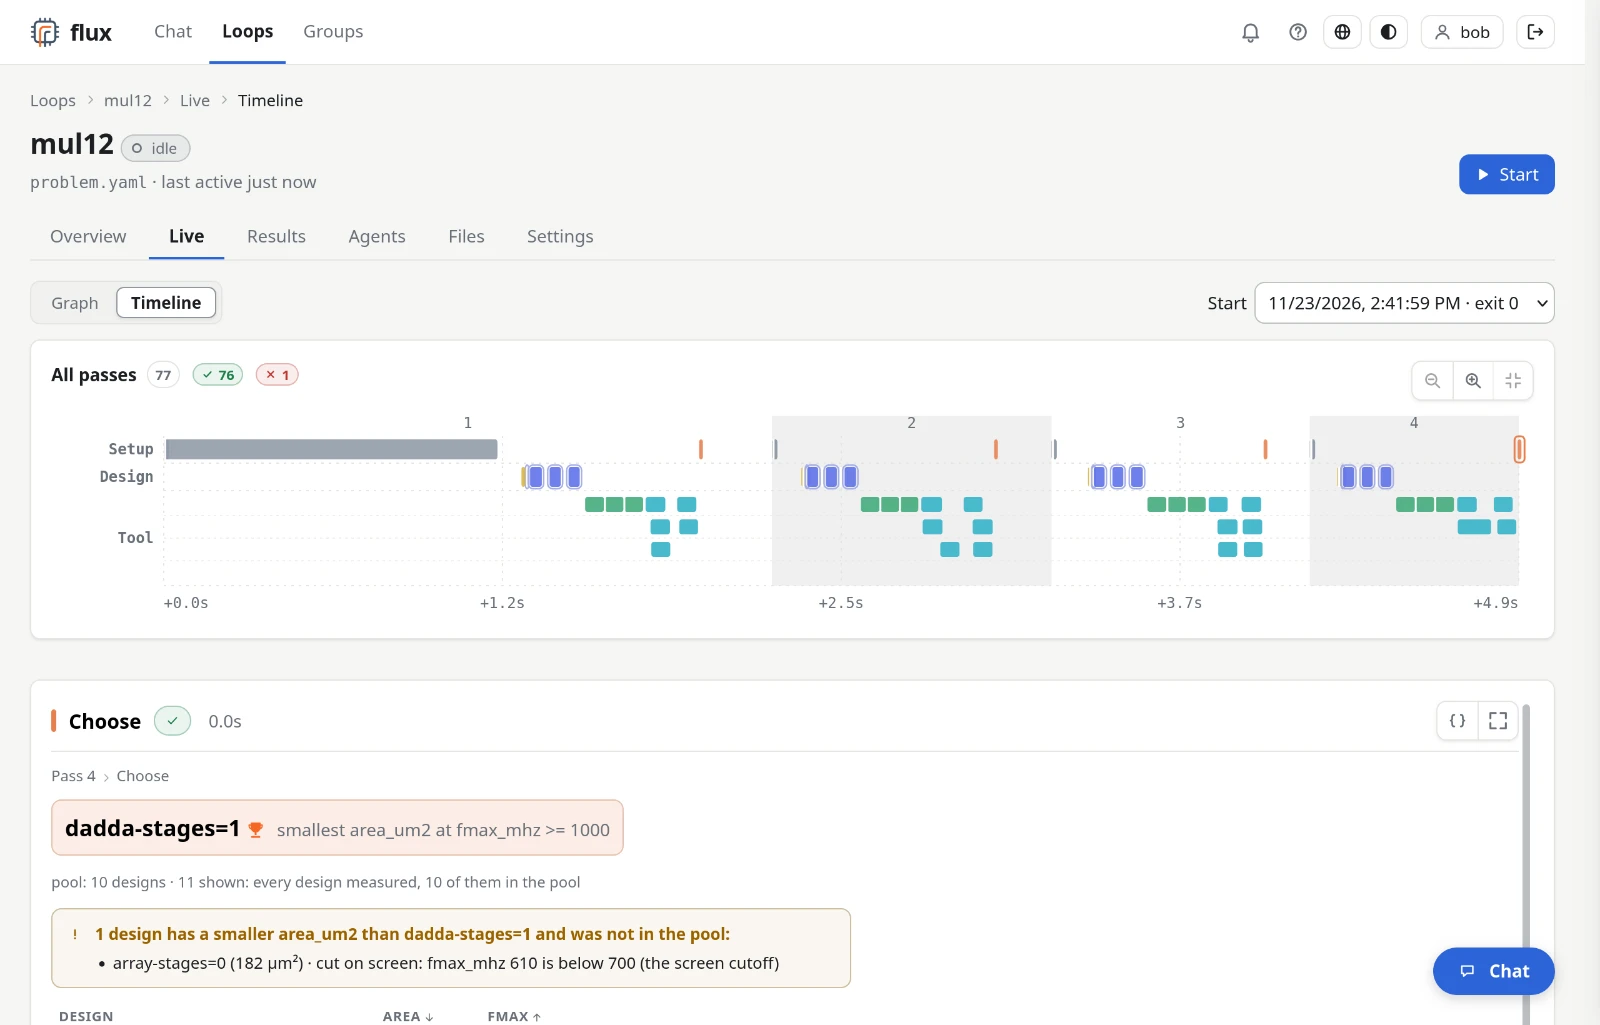 flux Chat Loops Groups bob
Loops > mul12 > Live > Timeline
mul12 idle
problem.yaml · last active just now
Start
Overview Live Results Agents Files Settings
Graph Timeline Start 11/23/2026, 2:41:59 PM · exit 0
All passes 77 ✓ 76 × 1
1 2 3 4
Setup
Design
Tool
+0.0s +1.2s +2.5s +3.7s +4.9s
Choose ✓ 0.0s {}
Pass 4 > Choose
dadda-stages=1 smallest area_um2 at fmax_mhz >= 1000
pool: 10 designs · 11 shown: every design measured, 10 of them in the pool
! 1 design has a smaller area_um2 than dadda-stages=1 and was not in the pool:
• array-stages=0 (182 µm²) · cut on screen: fmax_mhz 610 is below 700 (the screen cutoff)
Chat
DESIGN AREA ↓ FMAX ↑